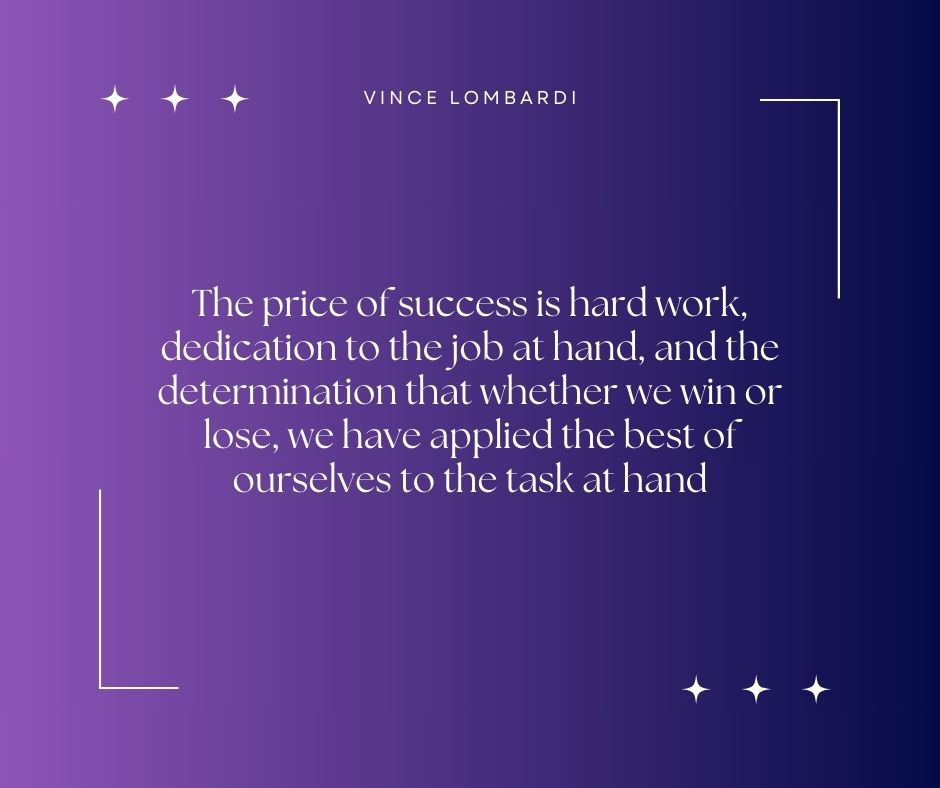 VINCE LOMBARDI
The price of success is hard work,
dedication to the job at hand, and the
determination that whether we win or
lose, we have applied the best of
ourselves to the task at hand